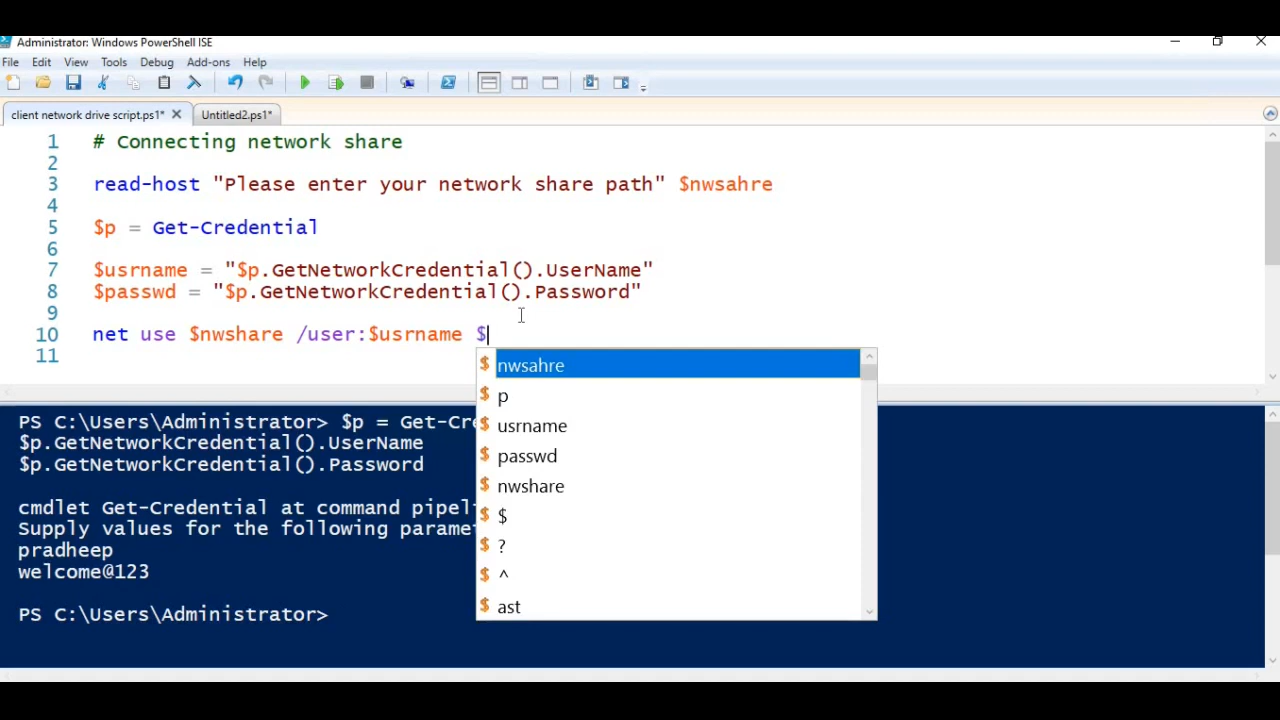 Administrator: Windows PowerShell ISE
File Edit View Tools Debug Add-ons Help
client network drive script.ps1* Untitled2.ps1*
1 # Connecting network share
2
3 read-host "Please enter your network share path" $nwsahre
4
5 $p = Get-Credential
6
7 $usrname = "$p.GetNetworkCredential().UserName"
8 $passwd = "$p.GetNetworkCredential().Password"
9
10 net use $nwshare /user:$usrname $
11
$ nwsahre
$ p
$ usrname
$ passwd
$ nwshare
$ $
$ ?
$ ^
$ ast
PS C:\Users\Administrator> $p = Get-Cre
$p.GetNetworkCredential().UserName
$p.GetNetworkCredential().Password
cmdlet Get-Credential at command pipel
Supply values for the following paramet
pradheep
welcome@123
PS C:\Users\Administrator>